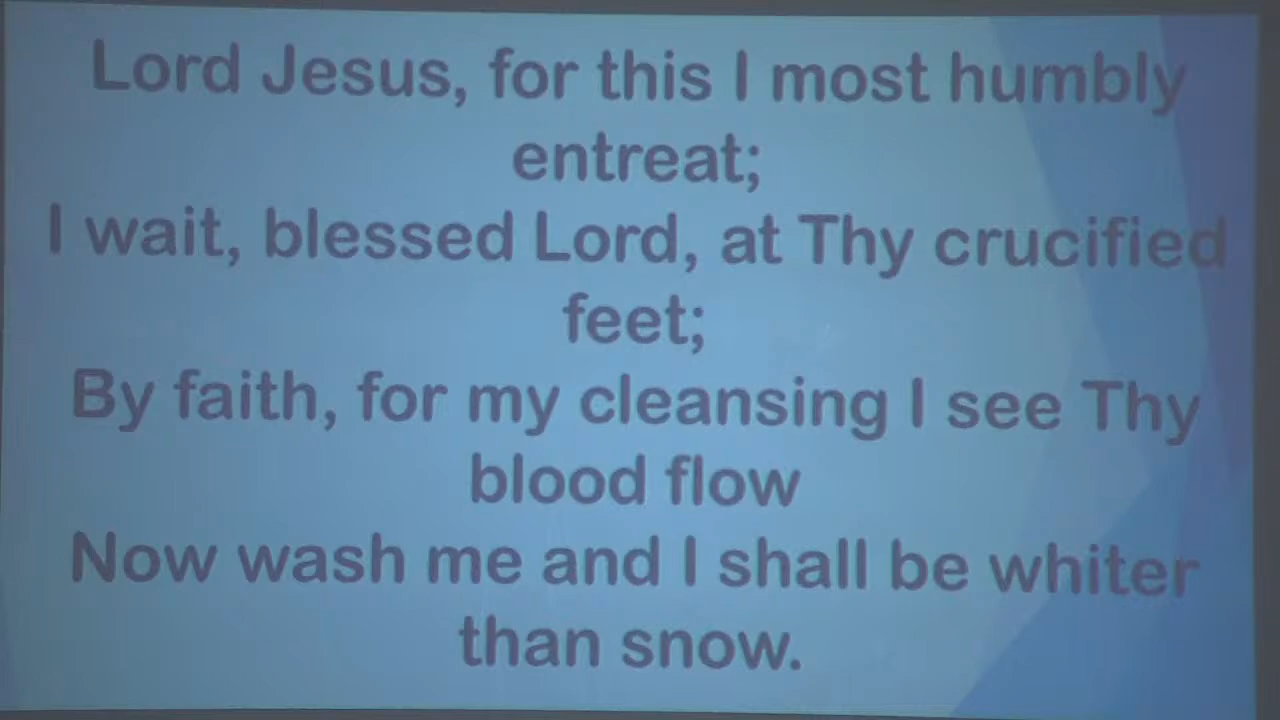 Lord Jesus, for this I most humbly
entreat;
I wait, blessed Lord, at Thy crucified
feet;
By faith, for my cleansing I see Thy
blood flow
Now wash me and I shall be whiter
than snow.